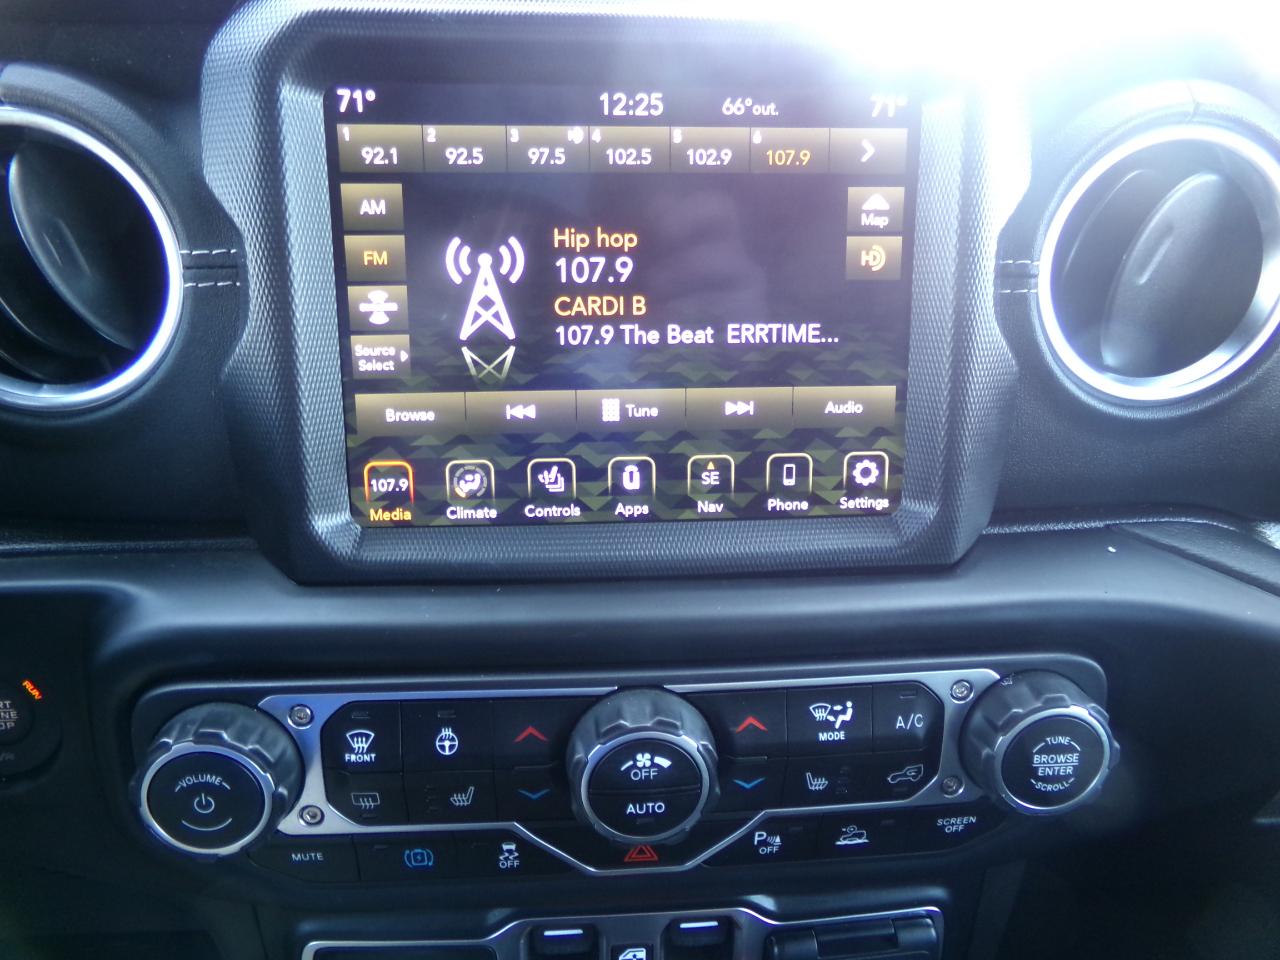 71° 12:25 66°out. 71°
1 92.1 2 92.5 3 97.5 4 102.5 5 102.9 6 107.9
AM
Map
FM
HD
Hip hop
107.9
CARDI B
107.9 The Beat ERRTIME...
Source
Select
Browse Tune Audio
107.9 SE
Media Climate Controls Apps Nav Phone Settings
RUN
VOLUME
FRONT
OFF
AUTO
MODE
A/C
TUNE
BROWSE
ENTER
SCROLL
MUTE
OFF
P OFF
SCREEN
OFF